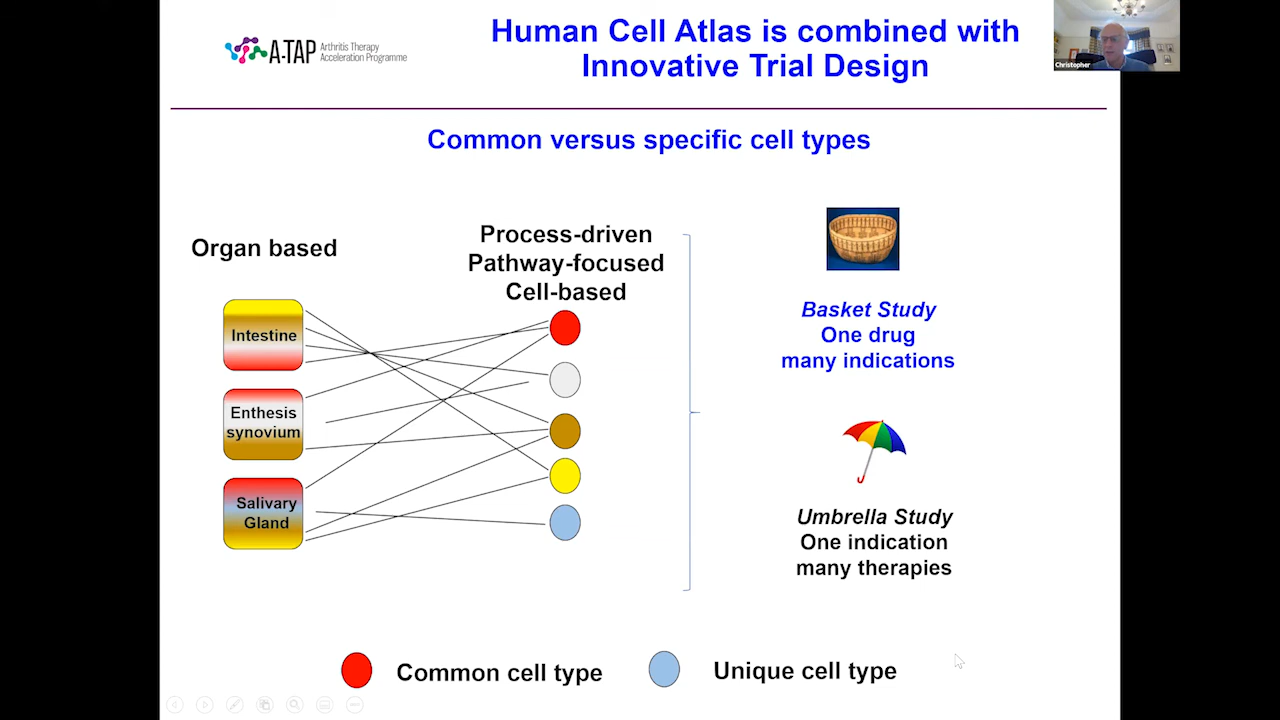 A-TAP
Arthritis Therapy
Acceleration Programme
Human Cell Atlas is combined with
Innovative Trial Design
Christopher
Common versus specific cell types
Organ based
Process-driven
Pathway-focused
Cell-based
Intestine
Enthesis
synovium
Salivary
Gland
Basket Study
One drug
many indications
Umbrella Study
One indication
many therapies
Common cell type
Unique cell type